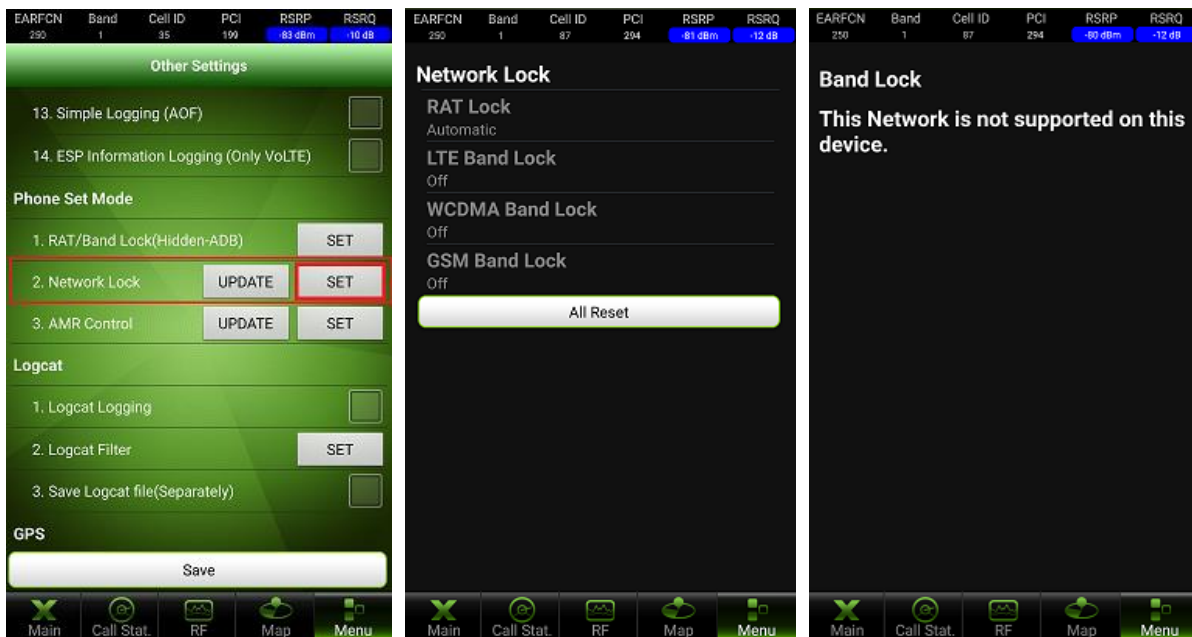 EARFCN Band Cell ID PCI RSRP RSRQ
250 1 35 199 -83 dBm -10 dB
Other Settings
13. Simple Logging (AOF)
14. ESP Information Logging (Only VoLTE)
Phone Set Mode
1. RAT/Band Lock(Hidden-ADB) SET
2. Network Lock UPDATE SET
3. AMR Control UPDATE SET
Logcat
1. Logcat Logging
2. Logcat Filter SET
3. Save Logcat file(Separately)
GPS
Save
Main Call Stat. RF Map Menu
EARFCN Band Cell ID PCI RSRP RSRQ
250 1 87 294 -81 dBm -12 dB
Network Lock
RAT Lock
Automatic
LTE Band Lock
Off
WCDMA Band Lock
Off
GSM Band Lock
Off
All Reset
Main Call Stat. RF Map Menu
EARFCN Band Cell ID PCI RSRP RSRQ
250 1 87 294 -80 dBm -12 dB
Band Lock
This Network is not supported on this
device.
Main Call Stat. RF Map Menu